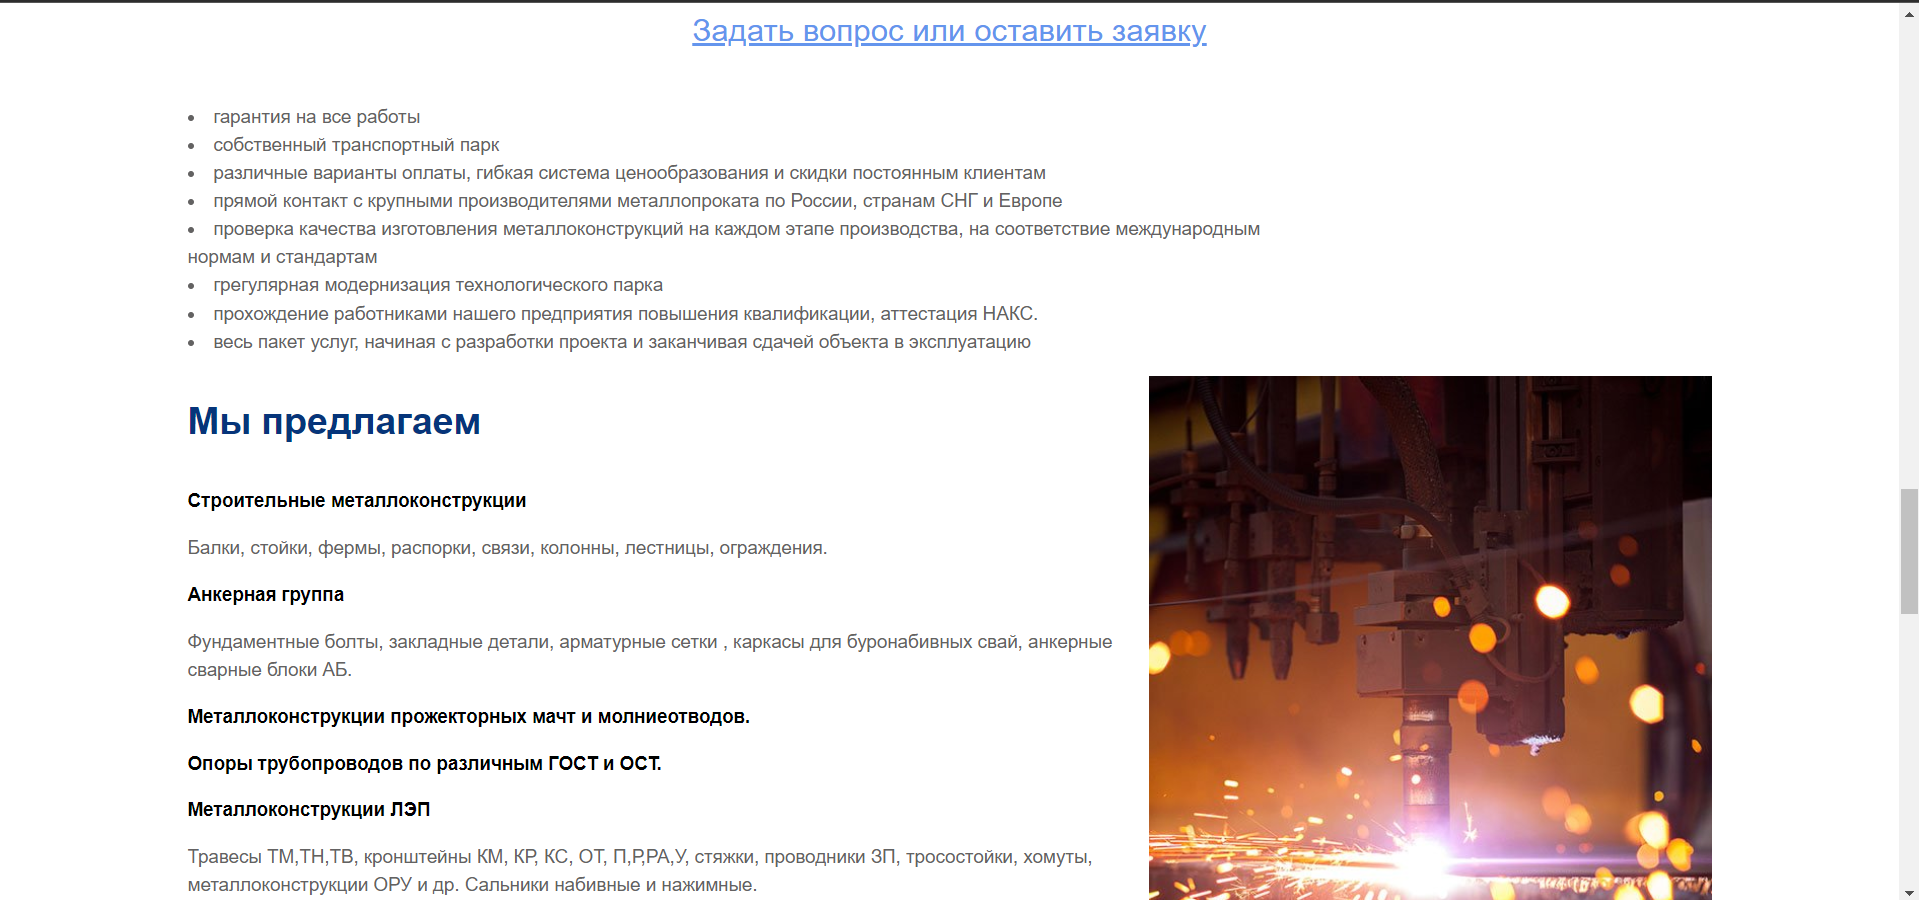 Задать вопрос или оставить заявку
• гарантия на все работы
• собственный транспортный парк
• различные варианты оплаты, гибкая система ценообразования и скидки постоянным клиентам
• прямой контакт с крупными производителями металлопроката по России, странам СНГ и Европе
• проверка качества изготовления металлоконструкций на каждом этапе производства, на соответствие международным
нормам и стандартам
• грегулярная модернизация технологического парка
• прохождение работниками нашего предприятия повышения квалификации, аттестация НАКС.
• весь пакет услуг, начиная с разработки проекта и заканчивая сдачей объекта в эксплуатацию
Мы предлагаем
Строительные металлоконструкции
Балки, стойки, фермы, распорки, связи, колонны, лестницы, ограждения.
Анкерная группа
Фундаментные болты, закладные детали, арматурные сетки , каркасы для буронабивных свай, анкерные
сварные блоки АБ.
Металлоконструкции прожекторных мачт и молниеотводов.
Опоры трубопроводов по различным ГОСТ и ОСТ.
Металлоконструкции ЛЭП
Траверсы ТМ,ТН,ТВ, кронштейны КМ, КР, КС, ОТ, П,Р,РА,У, стяжки, проводники ЗП, тросостойки, хомуты,
металлоконструкции ОРУ и др. Сальники набивные и нажимные.